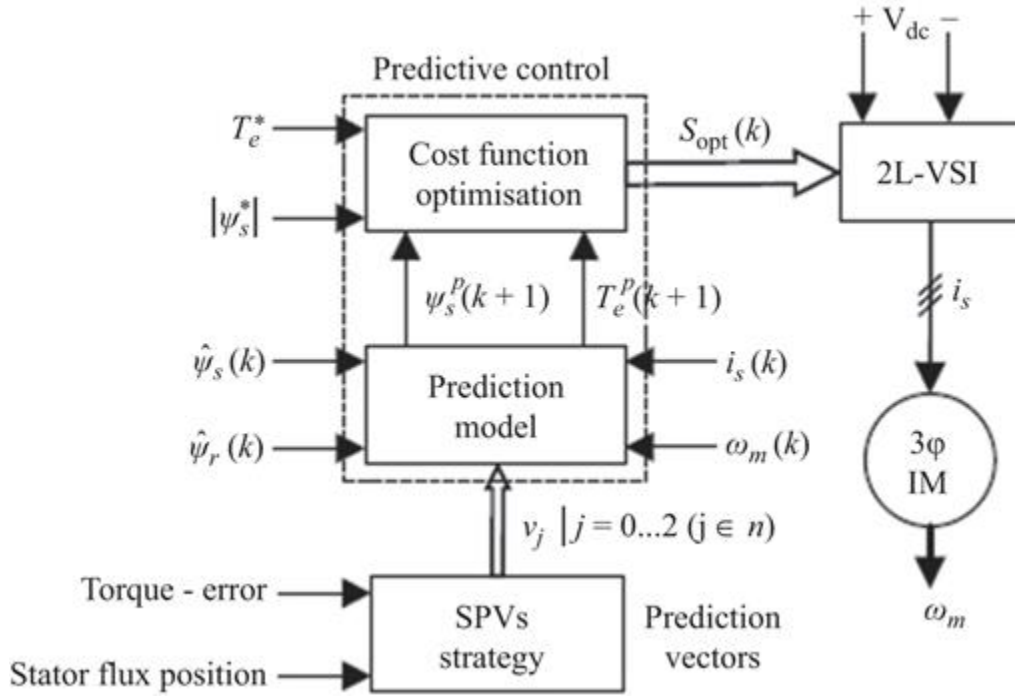 + V_dc −
Predictive control
T_e^*
Cost function
optimisation
S_opt (k)
2L-VSI
|ψ_s^*|
ψ_s^p(k + 1)
T_e^p(k + 1)
i_s
ψ̂_s (k)
Prediction
model
i_s (k)
ψ̂_r (k)
ω_m (k)
3φ
IM
v_j | j = 0...2 (j ∈ n)
Torque - error
SPVs
strategy
Prediction
vectors
ω_m
Stator flux position